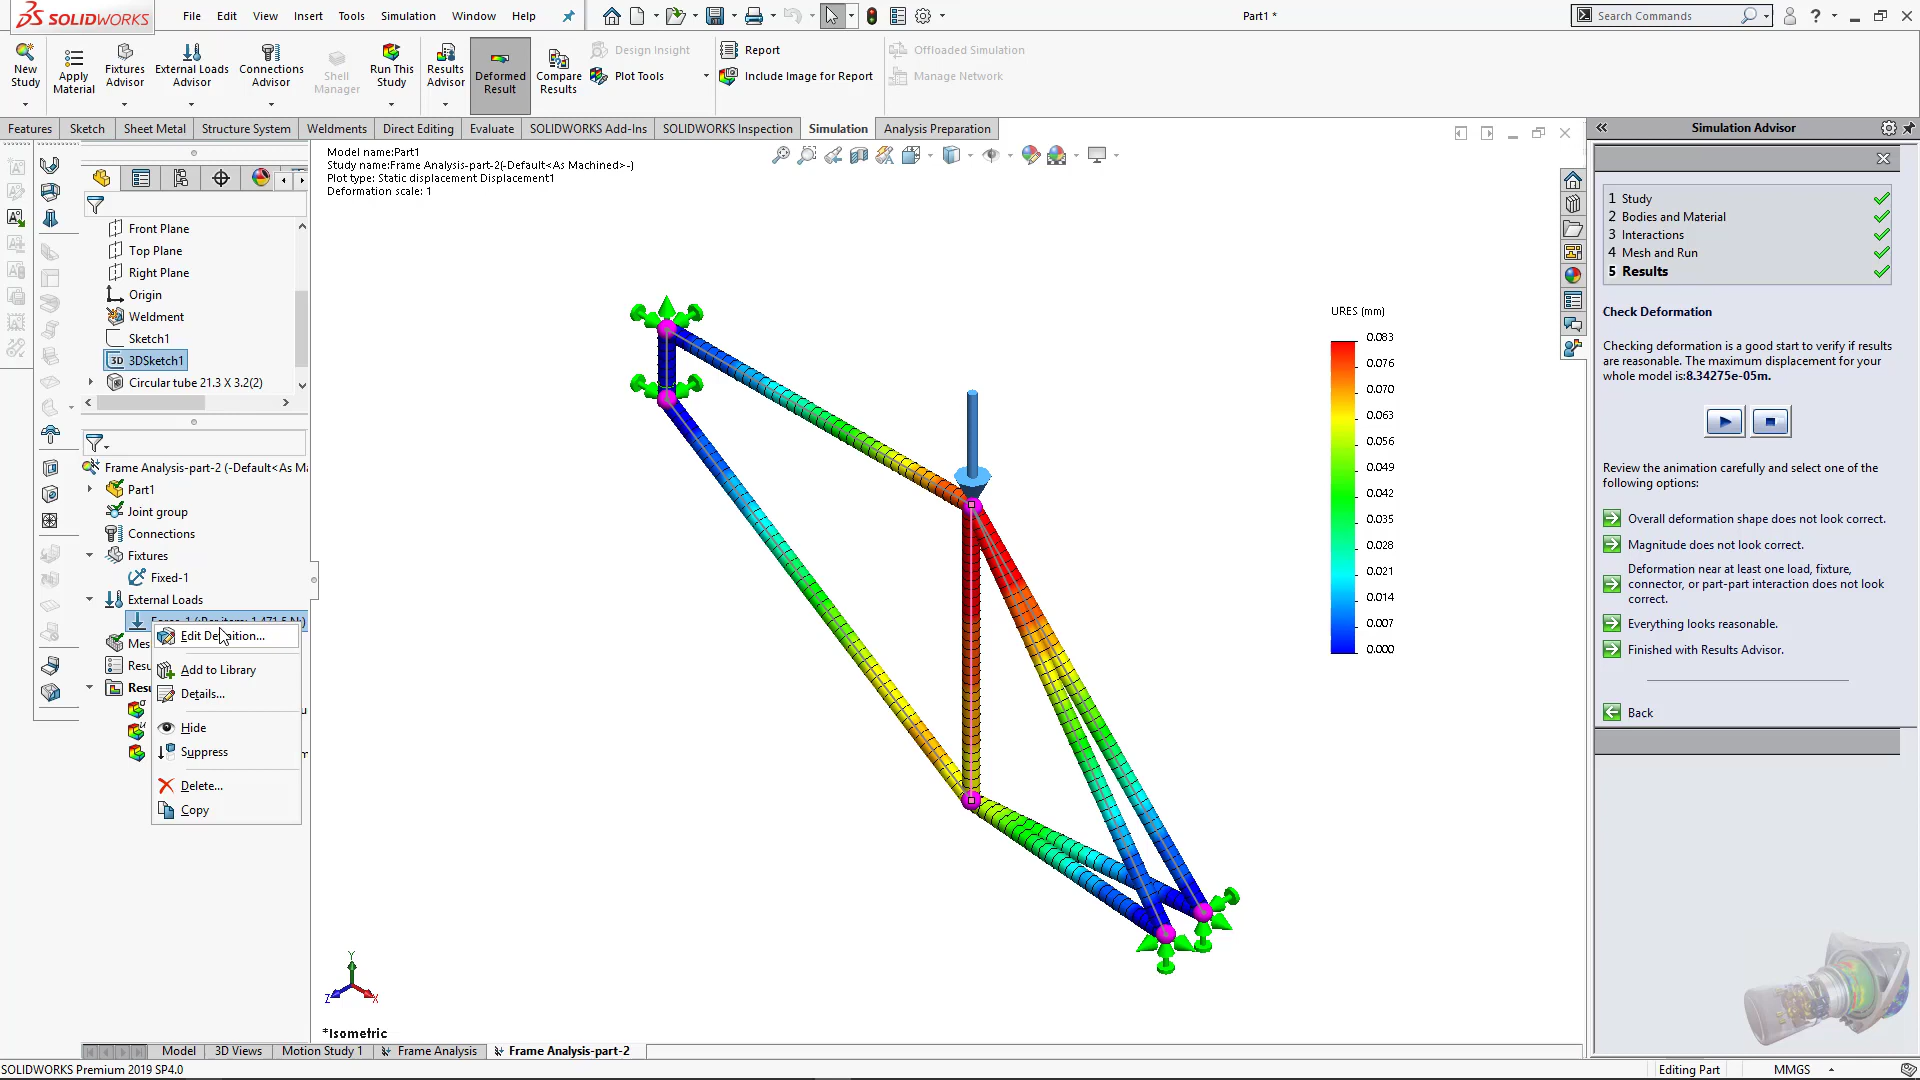 SOLIDWORKS
File Edit View Insert Tools Simulation Window Help
Part1 *
Search Commands
New Study
Apply Material
Fixtures Advisor
External Loads Advisor
Connections Advisor
Shell Manager
Run This Study
Results Advisor
Deformed Result
Compare Results
Design Insight
Plot Tools
Report
Include Image for Report
Offloaded Simulation
Manage Network
Features Sketch Sheet Metal Structure System Weldments Direct Editing Evaluate SOLIDWORKS Add-Ins SOLIDWORKS Inspection Simulation Analysis Preparation
Front Plane
Top Plane
Right Plane
Origin
Weldment
Sketch1
3D 3DSketch1
Circular tube 21.3 X 3.2(2)
Frame Analysis-part-2 (-Default<As Ma
Part1
Joint group
Connections
Fixtures
Fixed-1
External Loads
Mes
Resu
Resu
Edit Definition...
Add to Library
Details...
Hide
Suppress
Delete...
Copy
Model name:Part1
Study name:Frame Analysis-part-2(-Default<As Machined>-)
Plot type: Static displacement Displacement1
Deformation scale: 1
URES (mm)
0.083
0.076
0.070
0.063
0.056
0.049
0.042
0.035
0.028
0.021
0.014
0.007
0.000
Y
Z
X
*Isometric
Simulation Advisor
1 Study
2 Bodies and Material
3 Interactions
4 Mesh and Run
5 Results
Check Deformation
Checking deformation is a good start to verify if results
are reasonable. The maximum displacement for your
whole model is:8.34275e-05m.
Review the animation carefully and select one of the
following options:
Overall deformation shape does not look correct.
Magnitude does not look correct.
Deformation near at least one load, fixture,
connector, or part-part interaction does not look
correct.
Everything looks reasonable.
Finished with Results Advisor.
Back
Model 3D Views Motion Study 1 Frame Analysis Frame Analysis-part-2
SOLIDWORKS Premium 2019 SP4.0
Editing Part
MMGS